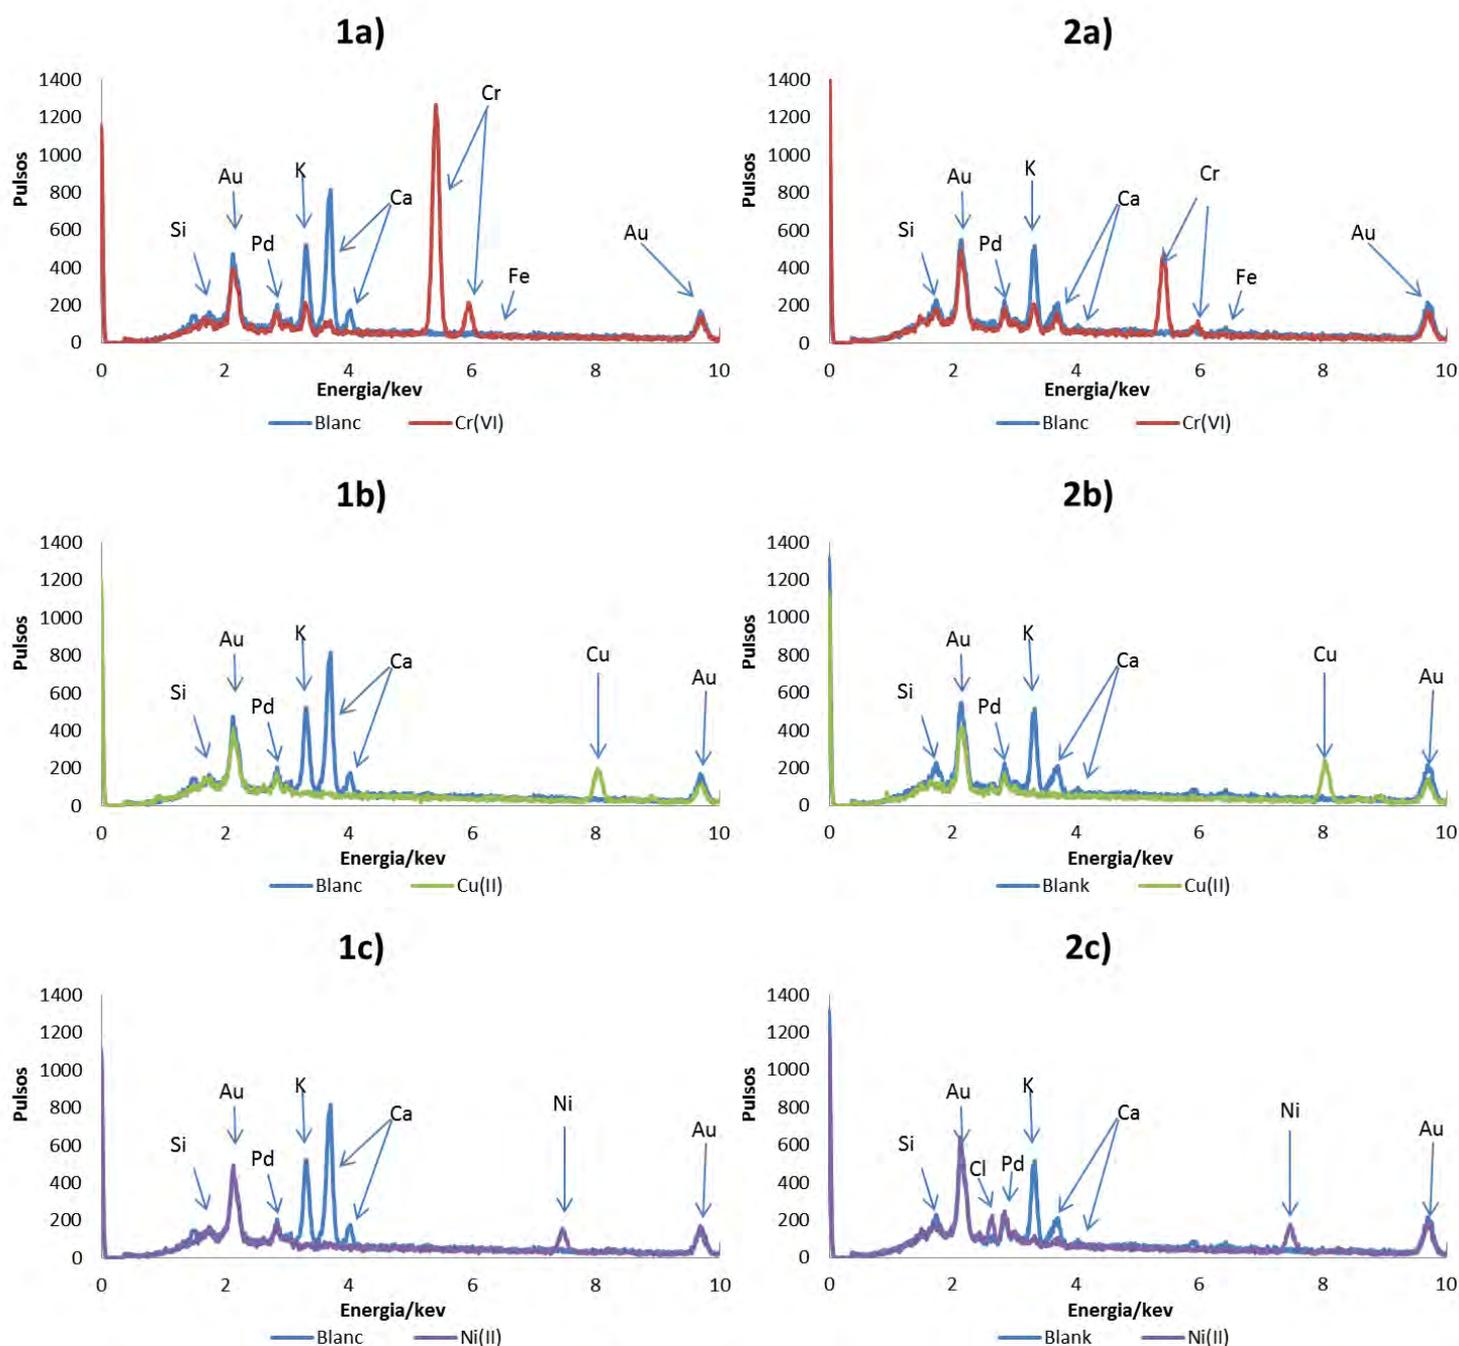 1a)
Pulsos
1400
1200
1000
800
600
400
200
0
Si
Au
Pd
K
Ca
Cr
Fe
Au
0 2 4 6 8 10
Energia/kev
Blanc Cr(VI)
2a)
Pulsos
1400
1200
1000
800
600
400
200
0
Si
Au
Pd
K
Ca
Cr
Fe
Au
0 2 4 6 8 10
Energia/kev
Blanc Cr(VI)
1b)
Pulsos
1400
1200
1000
800
600
400
200
0
Si
Au
Pd
K
Ca
Cu
Au
0 2 4 6 8 10
Energia/kev
Blanc Cu(II)
2b)
Pulsos
1400
1200
1000
800
600
400
200
0
Si
Au
Pd
K
Ca
Cu
Au
0 2 4 6 8 10
Energia/kev
Blank Cu(II)
1c)
Pulsos
1400
1200
1000
800
600
400
200
0
Si
Au
Pd
K
Ca
Ni
Au
0 2 4 6 8 10
Energia/kev
Blanc Ni(II)
2c)
Pulsos
1400
1200
1000
800
600
400
200
0
Si
Au
Cl
Pd
K
Ca
Ni
Au
0 2 4 6 8 10
Energia/kev
Blank Ni(II)